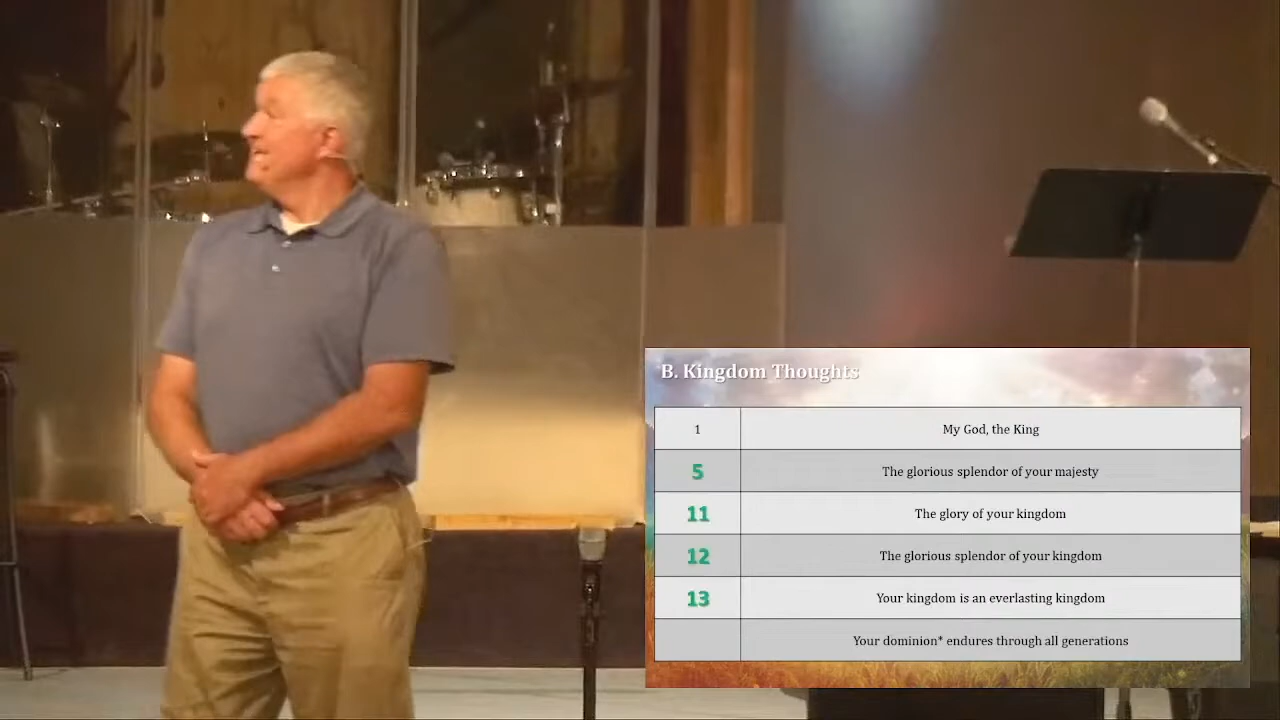 B. Kingdom Thoughts
1 My God, the King
5 The glorious splendor of your majesty
11 The glory of your kingdom
12 The glorious splendor of your kingdom
13 Your kingdom is an everlasting kingdom
Your dominion* endures through all generations